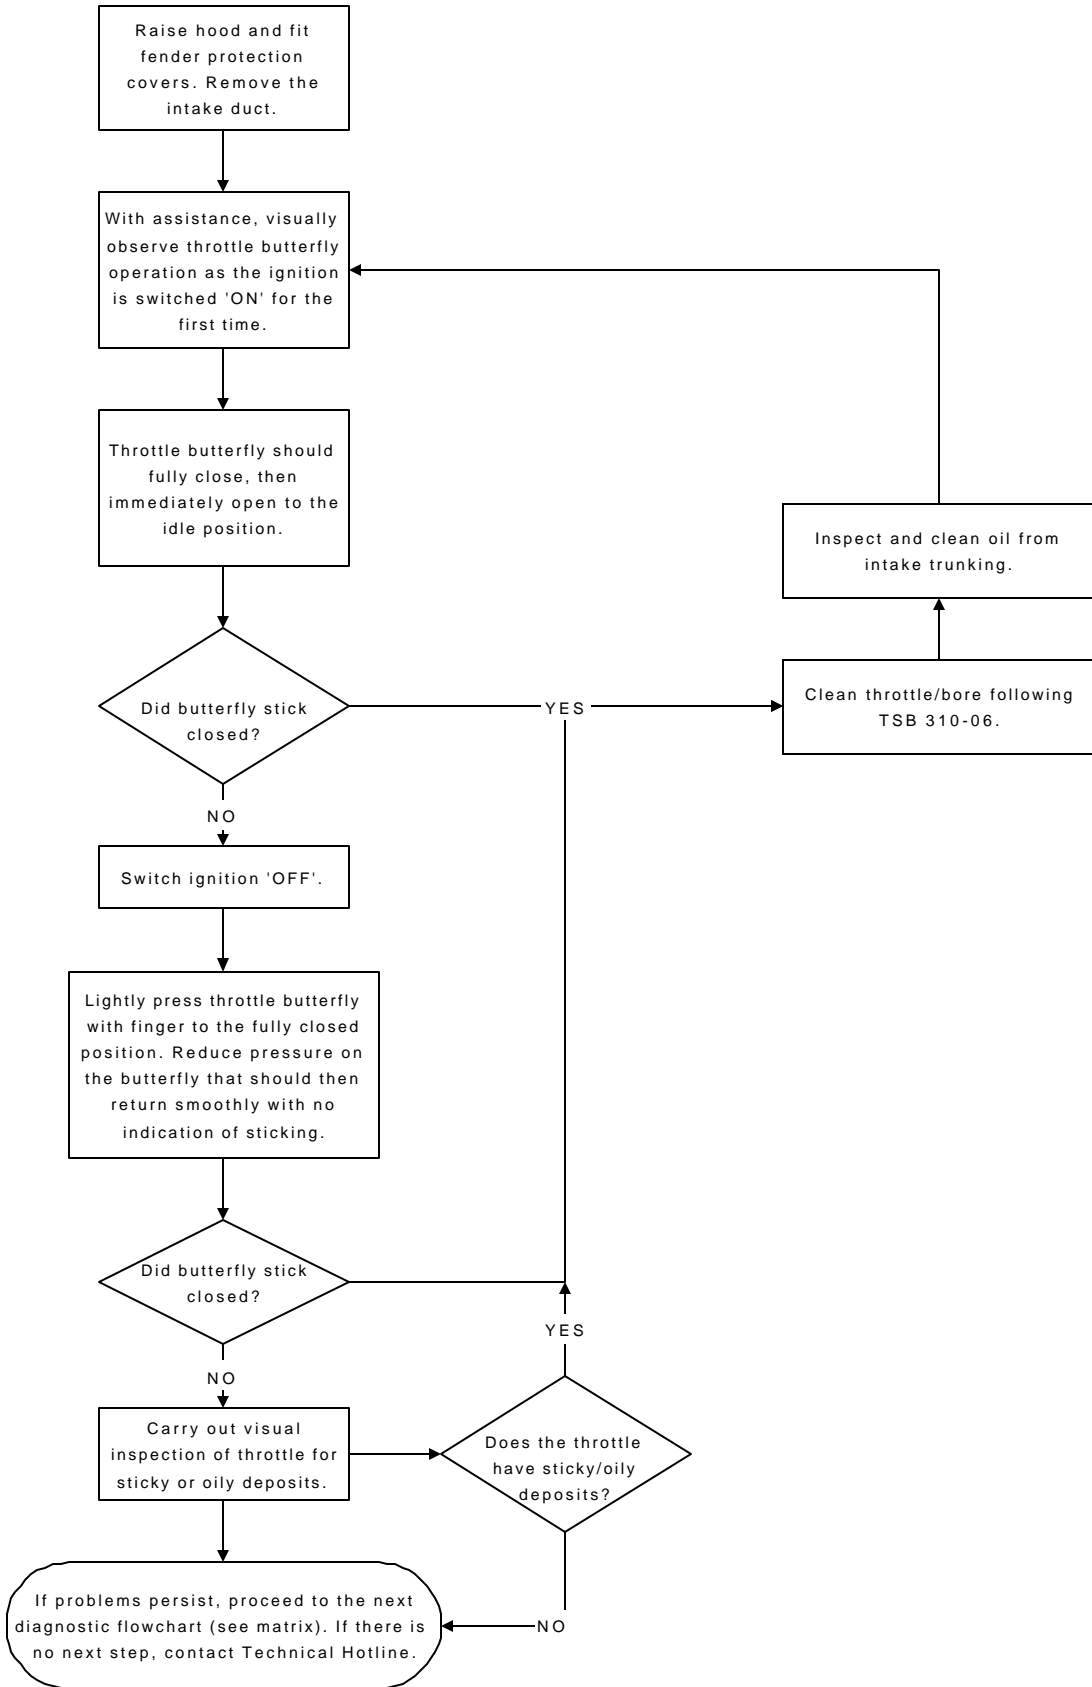 Raise hood and fit
fender protection
covers. Remove the
intake duct.
With assistance, visually
observe throttle butterfly
operation as the ignition
is switched 'ON' for the
first time.
Throttle butterfly should
fully close, then
immediately open to the
idle position.
Inspect and clean oil from
intake trunking.
Clean throttle/bore following
TSB 310-06.
Did butterfly stick
closed?
YES
NO
Switch ignition 'OFF'.
Lightly press throttle butterfly
with finger to the fully closed
position. Reduce pressure on
the butterfly that should then
return smoothly with no
indication of sticking.
Did butterfly stick
closed?
YES
NO
Carry out visual
inspection of throttle for
sticky or oily deposits.
Does the throttle
have sticky/oily
deposits?
NO
If problems persist, proceed to the next
diagnostic flowchart (see matrix). If there is
no next step, contact Technical Hotline.